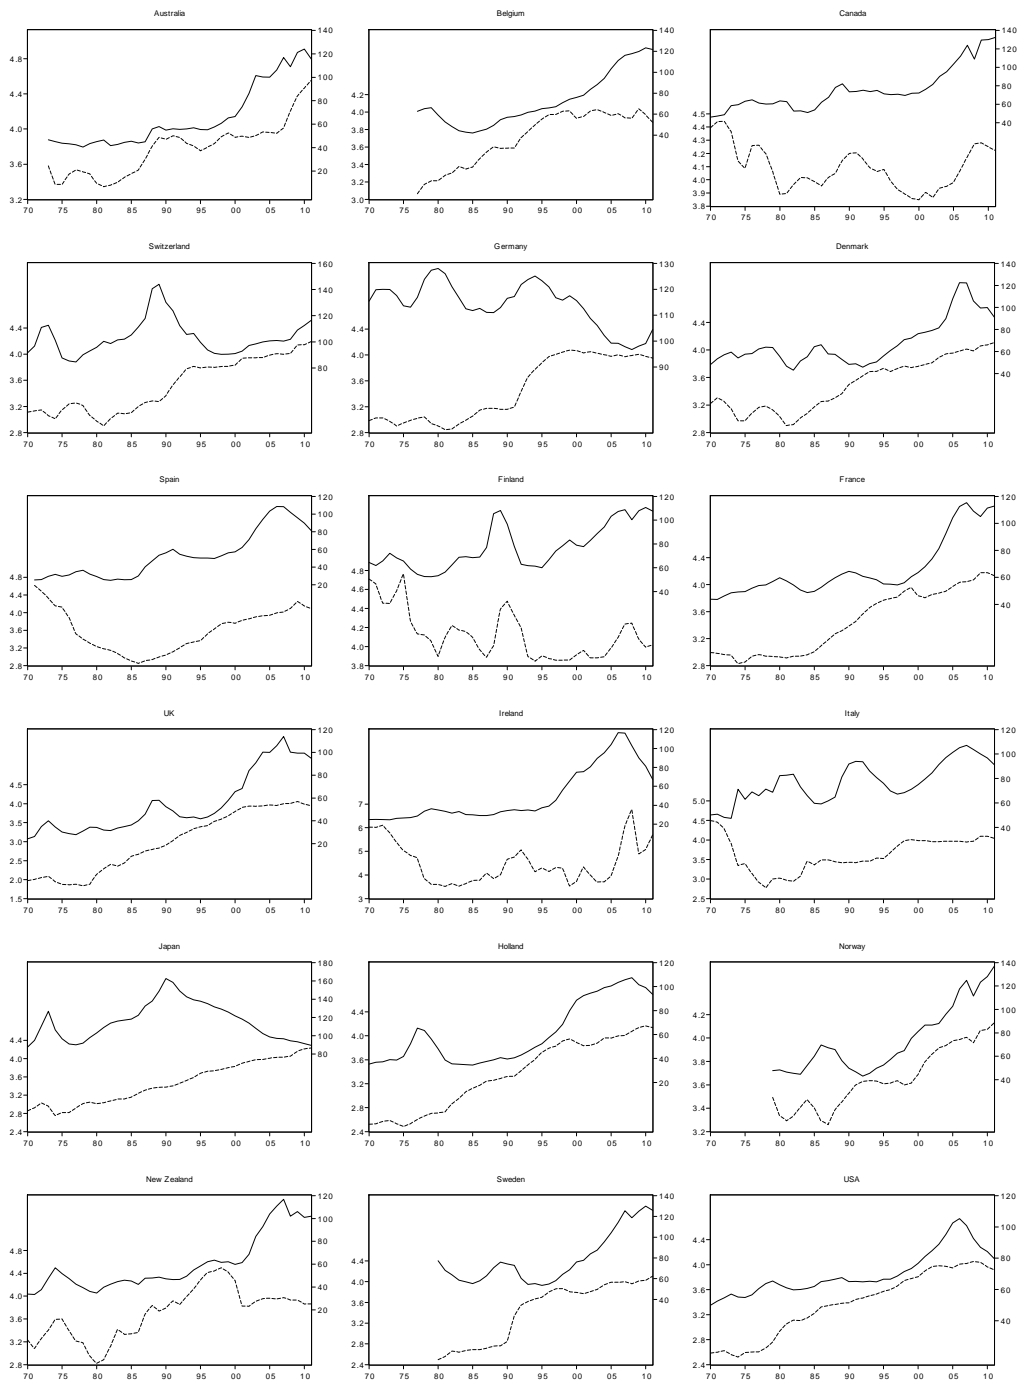 Australia Belgium Canada
140 140 140
4.8 120 120 120
100 100 100
4.4 80 4.2 80 80
4.0 60 4.0 60 4.5 60
3.8 4.4
40 3.6 40 4.3 40
3.6 3.4 4.2
20 4.1
3.2 4.0
3.9
3.2 3.0 3.8
70 75 80 85 90 95 00 05 10 70 75 80 85 90 95 00 05 10 70 75 80 85 90 95 00 05 10
Switzerland Germany Denmark
160 130 140
140 120 120
120 110 100
4.4 100 4.4 100 4.4 80
4.0 4.0 4.0 60
80 90
3.6 3.6 3.6 40
3.2 3.2 3.2
2.8 2.8 2.8
70 75 80 85 90 95 00 05 10 70 75 80 85 90 95 00 05 10 70 75 80 85 90 95 00 05 10
Spain Finland France
120 120 120
100 100 100
80 80 80
60 4.8 60 4.4 60
4.8 40 4.6 4.0
4.4 20 40 40
4.0 4.4 3.6
3.6 4.2
3.2 4.0 3.2
2.8 3.8 2.8
70 75 80 85 90 95 00 05 10 70 75 80 85 90 95 00 05 10 70 75 80 85 90 95 00 05 10
UK Ireland Italy
120 120 120
100 100 100
4.5 80 80 80
4.0 60 7 60 5.0 60
3.5 40 6 40 4.5 40
3.0 20 20 4.0
2.5 5 3.5
2.0 4 3.0
1.5 3 2.5
70 75 80 85 90 95 00 05 10 70 75 80 85 90 95 00 05 10 70 75 80 85 90 95 00 05 10
Japan Holland Norway
180 120 140
160 100 120
140 80 100
120 4.4 60 4.2 80
4.4 100 4.0 4.0 60
4.0 80 3.6 40 3.8 40
3.6 3.2 20 3.6
3.2 2.8 3.4
2.8
2.4 2.4 3.2
70 75 80 85 90 95 00 05 10 70 75 80 85 90 95 00 05 10 70 75 80 85 90 95 00 05 10
New Zealand Sweden USA
120 140 120
100 120 100
4.8 80 100 4.4 80
4.4 60 4.4 80 4.0
4.0 40 4.0 60 3.6 60
3.6 20 3.6 40 3.2 40
3.2 3.2 2.8
2.8 2.8
2.4 2.4
70 75 80 85 90 95 00 05 10 70 75 80 85 90 95 00 05 10 70 75 80 85 90 95 00 05 10